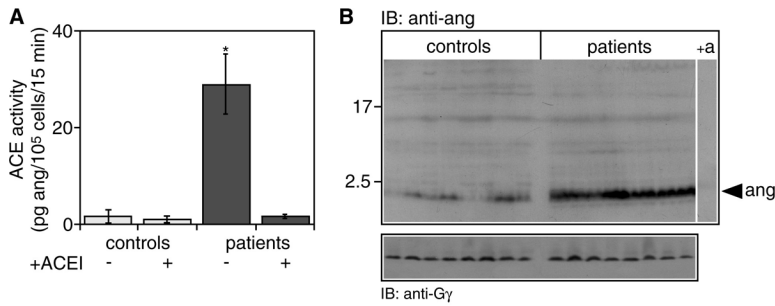 A
ACE activity
(pg ang/10⁵ cells/15 min)
40
20
0
controls patients
+ACEI - + - +
B
IB: anti-ang
controls patients +a
17
2.5
ang
IB: anti-Gγ